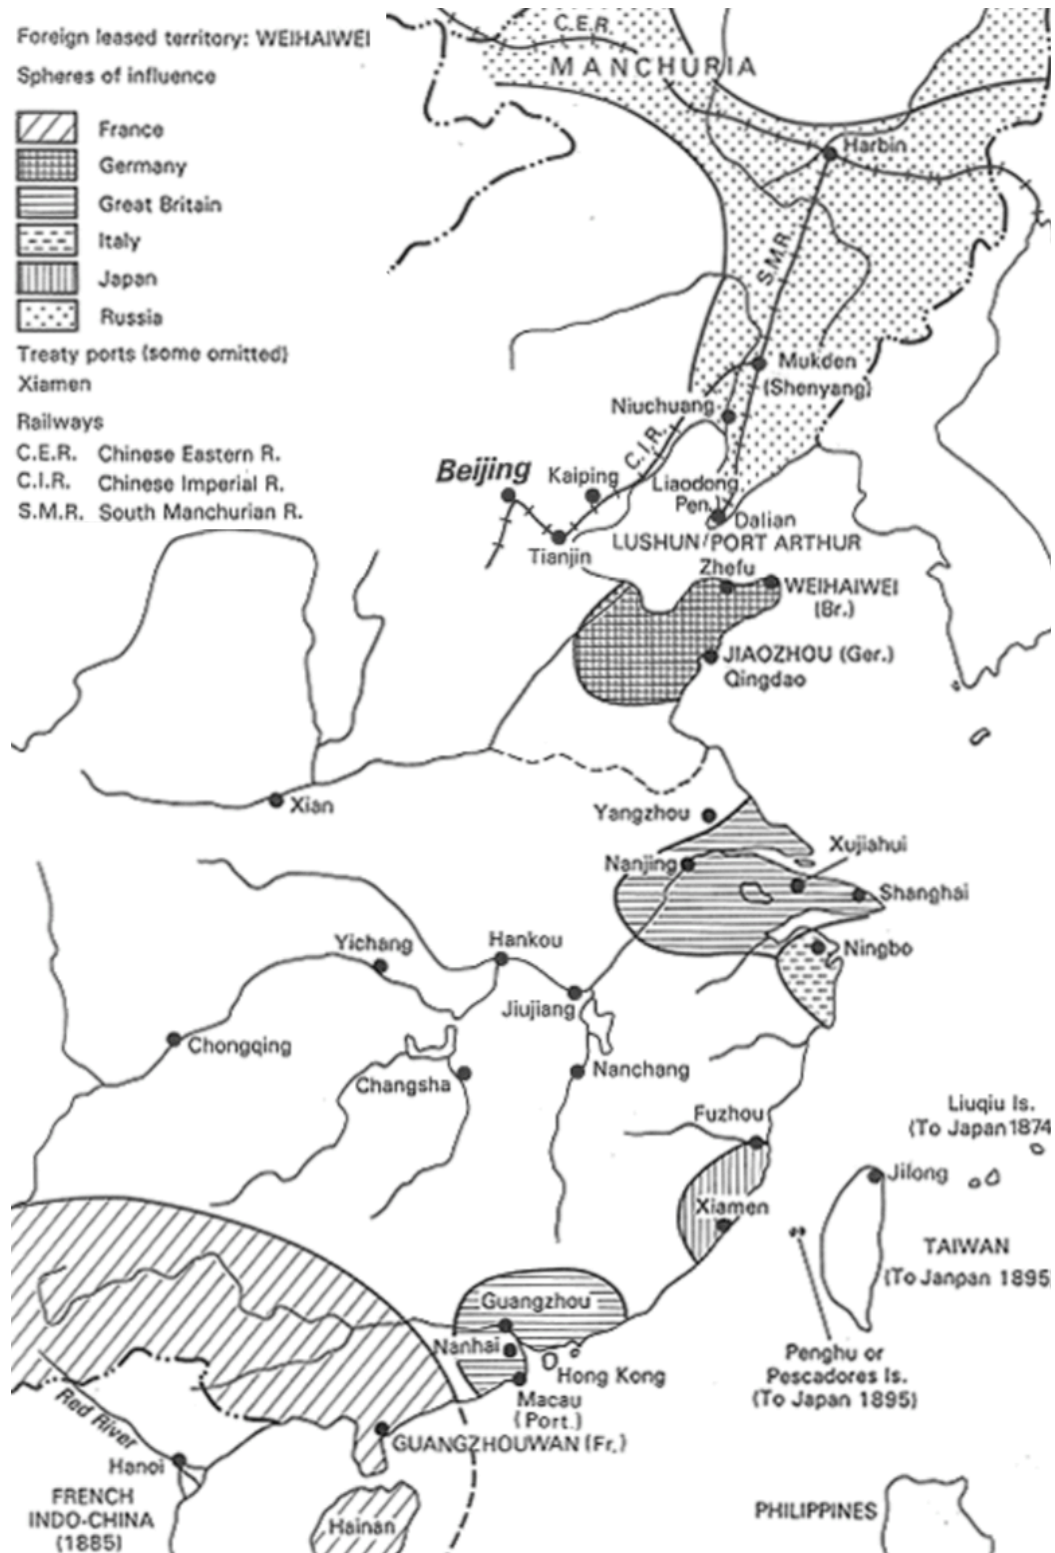 Foreign leased territory: WEIHAIWEI
Spheres of influence
France
Germany
Great Britain
Italy
Japan
Russia
Treaty ports (some omitted)
Xiamen
Railways
C.E.R. Chinese Eastern R.
C.I.R. Chinese Imperial R.
S.M.R. South Manchurian R.
C.E.R.
MANCHURIA
Harbin
S.M.R.
Mukden
(Shenyang)
Niuchuang
C.I.R.
Beijing
Kaiping
Liaodong
Pen.
Dalian
Tianjin
LUSHUN/PORT ARTHUR
Zhefu
WEIHAIWEI
(Br.)
JIAOZHOU (Ger.)
Qingdao
Xian
Yangzhou
Nanjing
Xujiahui
Shanghai
Yichang
Hankou
Ningbo
Jiujiang
Chongqing
Changsha
Nanchang
Fuzhou
Liuqiu Is.
(To Japan 1874
Jilong
Xiamen
TAIWAN
(To Janpan 1895)
Guangzhou
Nanhai
Hong Kong
Macau
(Port.)
Penghu or
Pescadores Is.
(To Japan 1895)
Red River
GUANGZHOUWAN (Fr.)
Hanoi
FRENCH
INDO-CHINA
(1885)
Hainan
PHILIPPINES